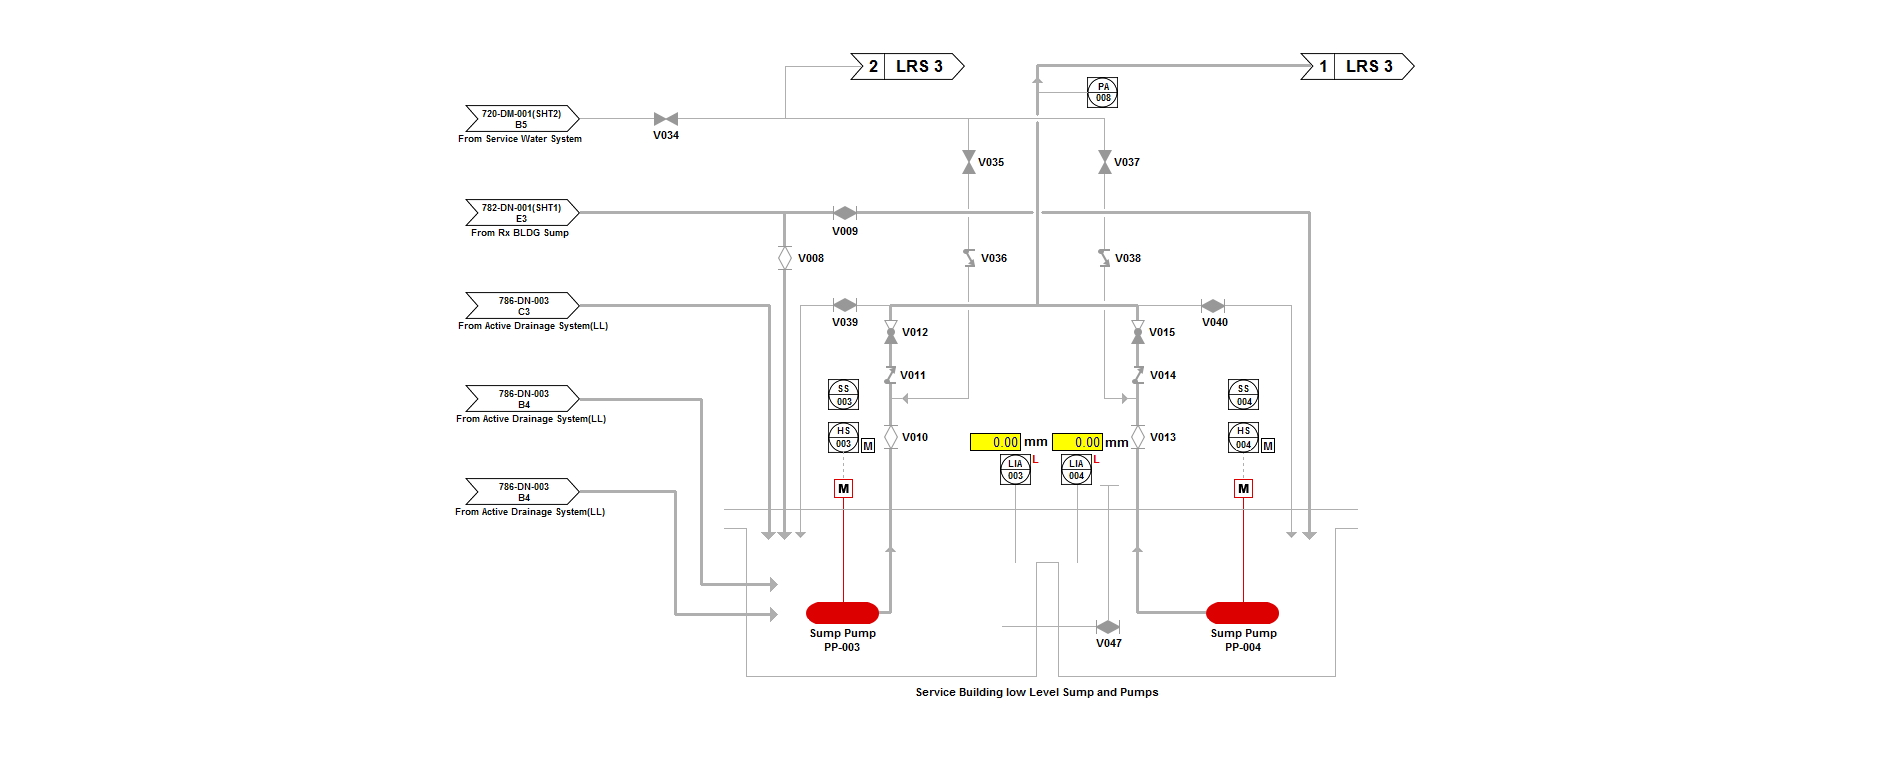 2 LRS 3
1 LRS 3
PA
008
720-DM-001(SHT2)
B5
From Service Water System
V034
V035
V037
782-DN-001(SHT1)
E3
From Rx BLDG Sump
V009
V008
V036
V038
786-DN-003
C3
From Active Drainage System(LL)
V039
V012
V015
V040
V011
V014
SS
003
SS
004
786-DN-003
B4
From Active Drainage System(LL)
HS
003
M
V010
0.00 mm
0.00 mm
V013
HS
004
M
LIA
003
L
LIA
004
L
786-DN-003
B4
From Active Drainage System(LL)
M
M
Sump Pump
PP-003
V047
Sump Pump
PP-004
Service Building low Level Sump and Pumps